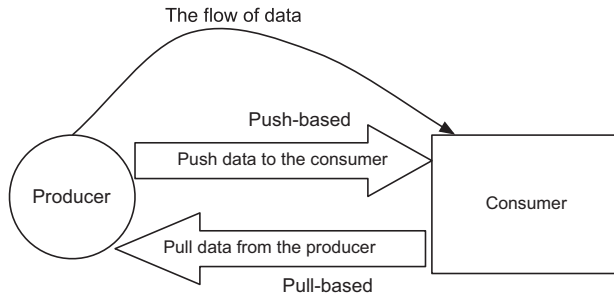 The flow of data
Push-based
Push data to the consumer
Producer
Consumer
Pull data from the producer
Pull-based